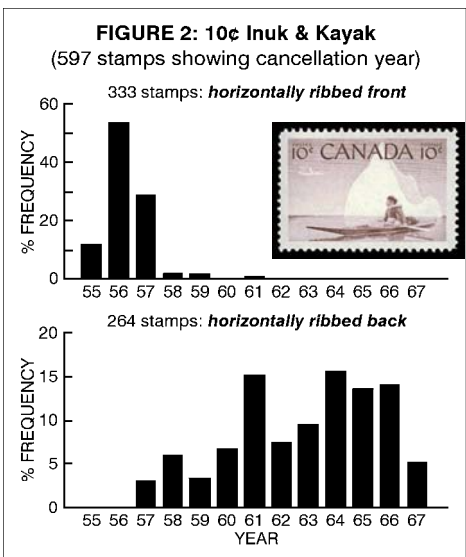 FIGURE 2: 10¢ Inuk & Kayak
(597 stamps showing cancellation year)
333 stamps: horizontally ribbed front
% FREQUENCY
60
40
20
0
55 56 57 58 59 60 61 62 63 64 65 66 67
10¢ CANADA 10¢
264 stamps: horizontally ribbed back
% FREQUENCY
20
15
10
5
0
55 56 57 58 59 60 61 62 63 64 65 66 67
YEAR